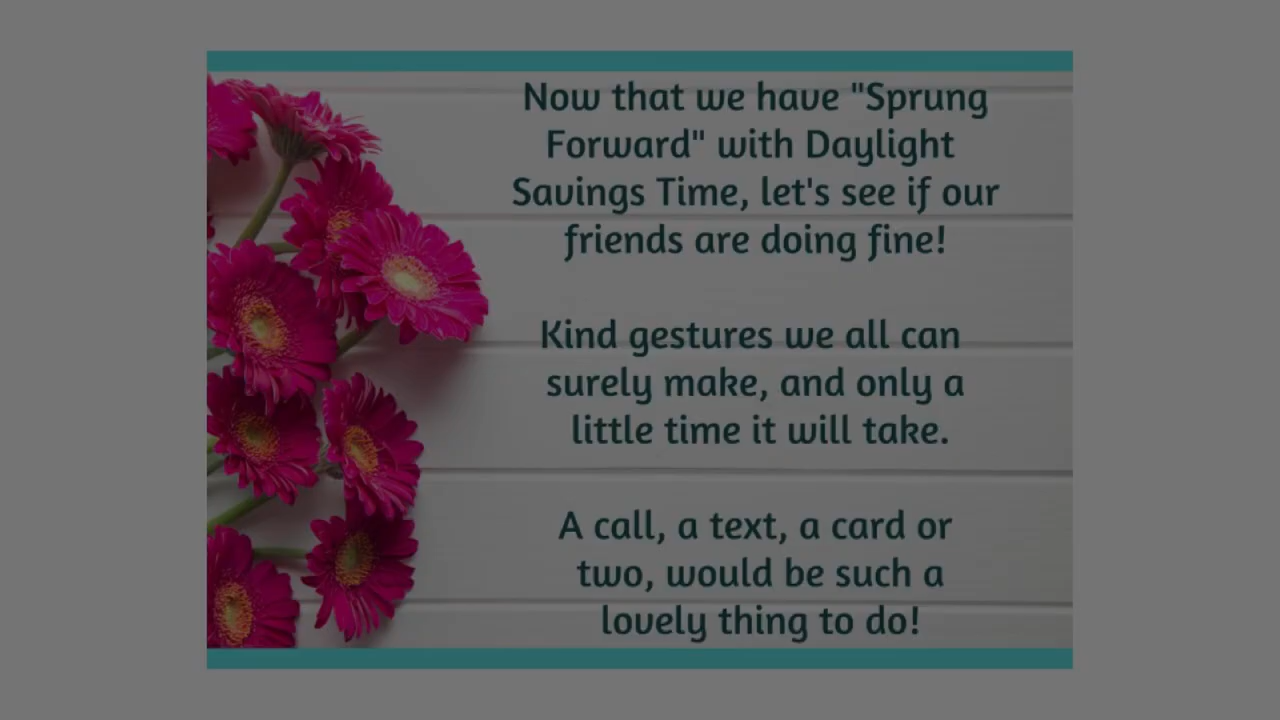 Now that we have "Sprung
Forward" with Daylight
Savings Time, let's see if our
friends are doing fine!
Kind gestures we all can
surely make, and only a
little time it will take.
A call, a text, a card or
two, would be such a
lovely thing to do!